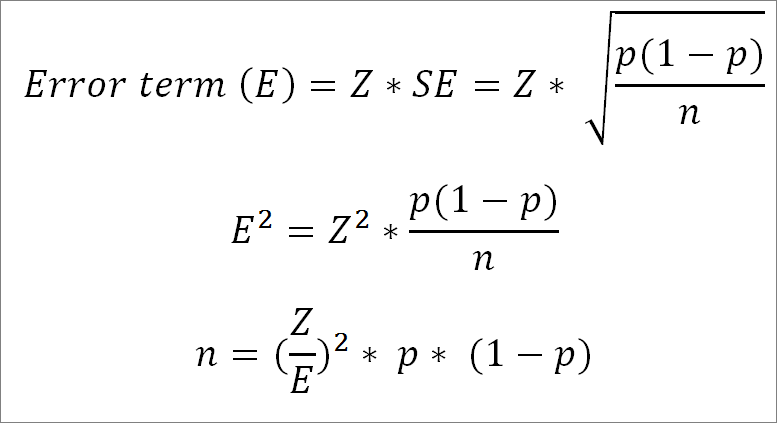 Error term (E) = Z * SE = Z * √(p(1 − p)/n)
E² = Z² * p(1 − p)/n
n = (Z/E)² * p * (1 − p)